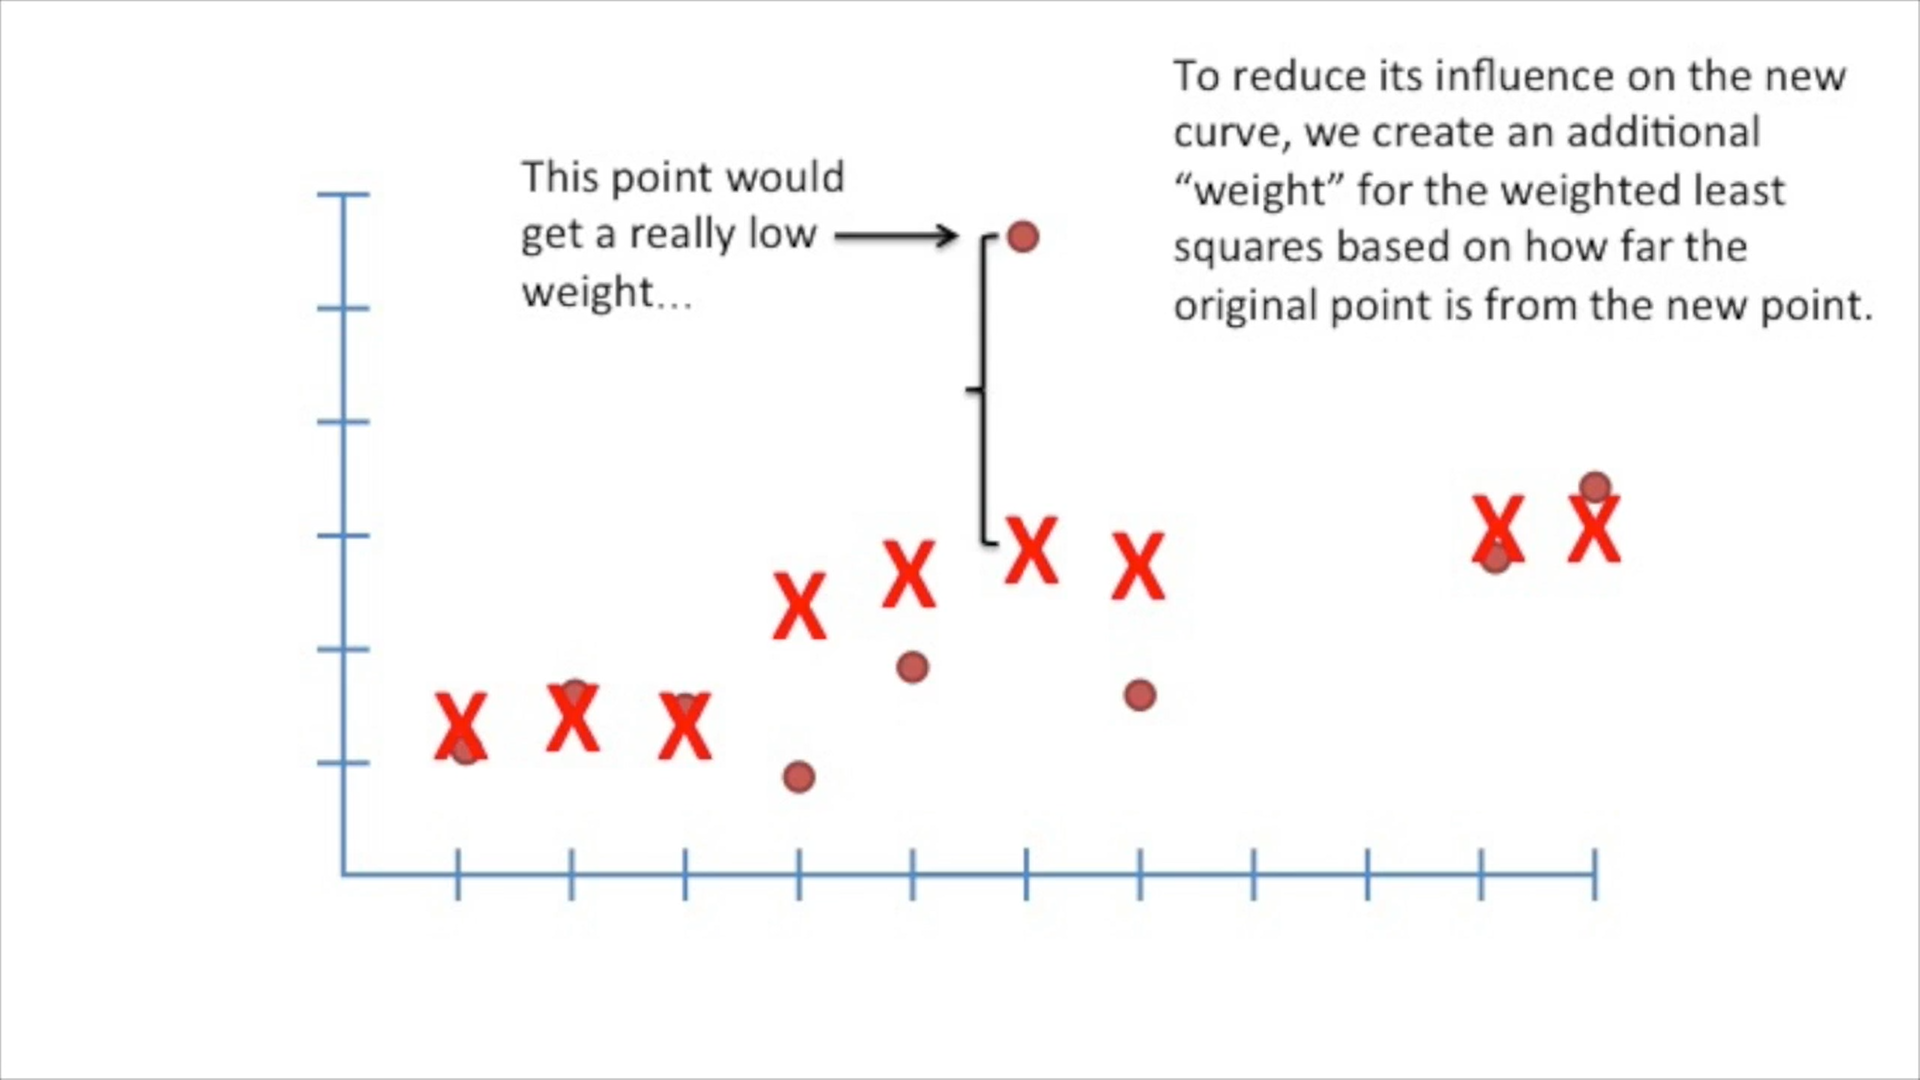 This point would
get a really low
weight…
To reduce its influence on the new
curve, we create an additional
“weight” for the weighted least
squares based on how far the
original point is from the new point.
X X X X X X X X X